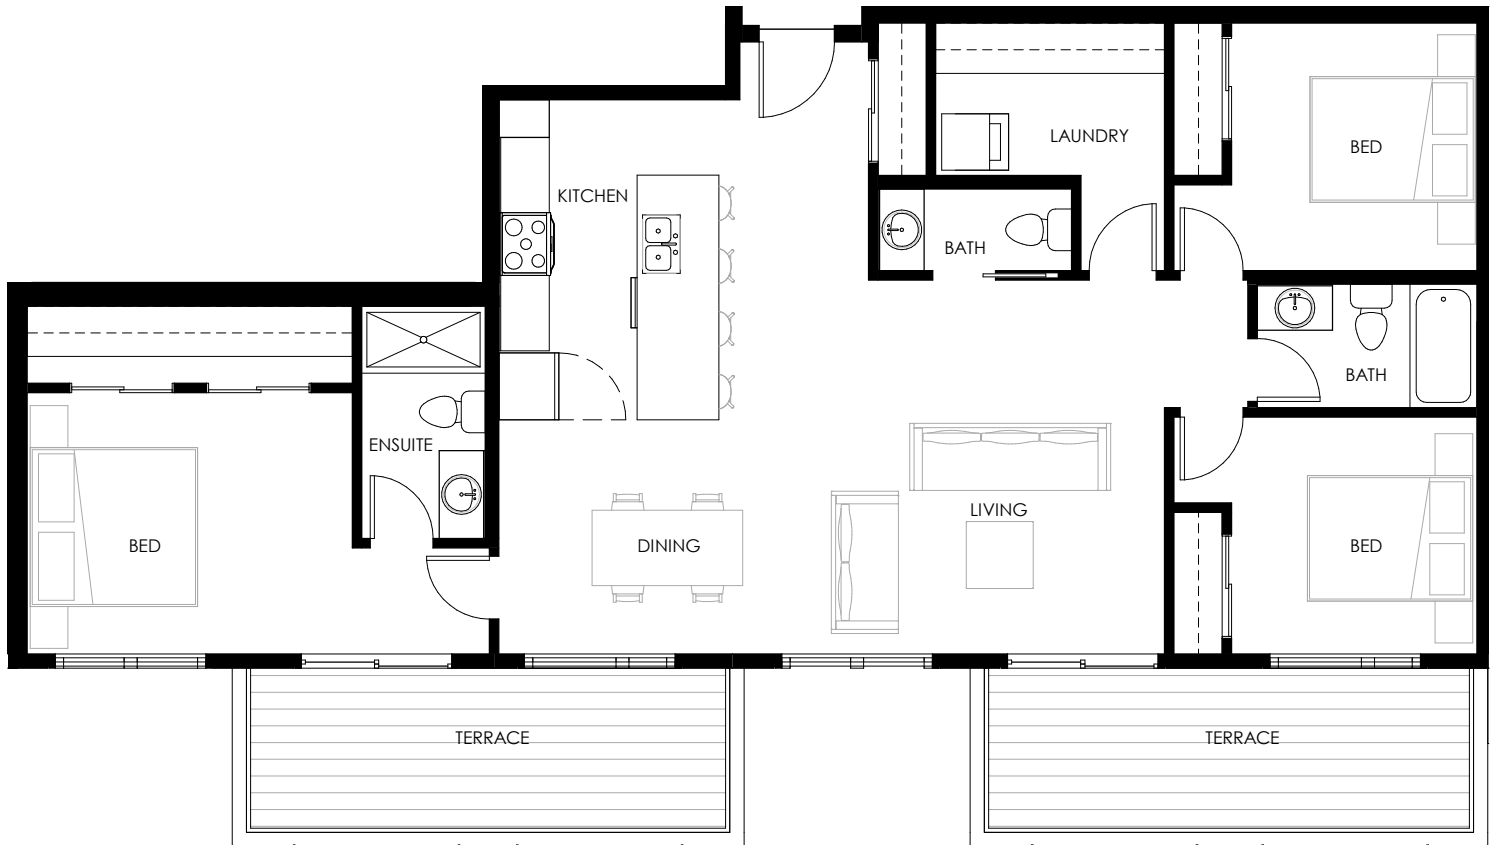 LAUNDRY
BED
KITCHEN
BATH
BATH
ENSUITE
LIVING
BED
DINING
BED
TERRACE
TERRACE